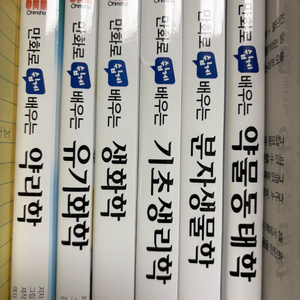 Ohmsha
만화로 쉽게 배우는
약리학
Ohmsha
만화로 쉽게 배우는
유기화학
만화로 쉽게 배우는
생화학
만화로 쉽게 배우는
기초생리학
만화로 쉽게 배우는
분자생물학
만화로 쉽게 배우는
약물동태학